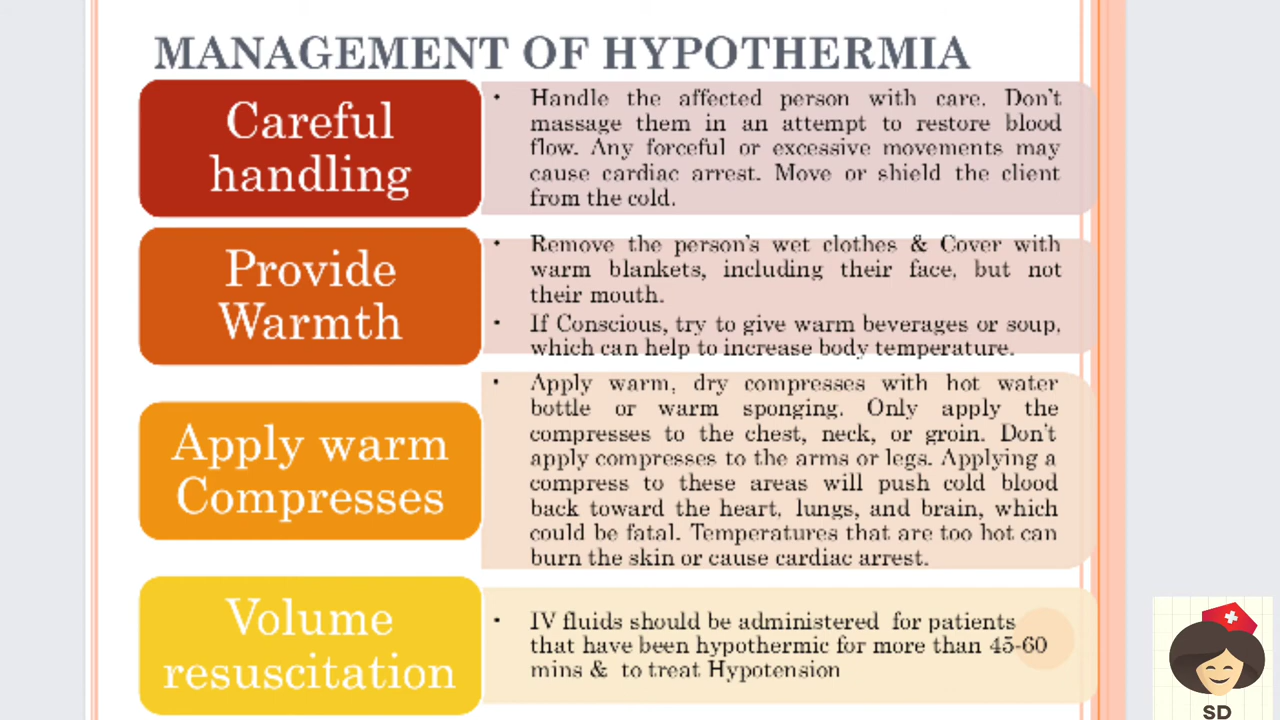 MANAGEMENT OF HYPOTHERMIA
Careful
handling
• Handle the affected person with care. Don't
massage them in an attempt to restore blood
flow. Any forceful or excessive movements may
cause cardiac arrest. Move or shield the client
from the cold.
Provide
Warmth
• Remove the person's wet clothes & Cover with
warm blankets, including their face, but not
their mouth.
• If Conscious, try to give warm beverages or soup,
which can help to increase body temperature.
Apply warm
Compresses
• Apply warm, dry compresses with hot water
bottle or warm sponging. Only apply the
compresses to the chest, neck, or groin. Don't
apply compresses to the arms or legs. Applying a
compress to these areas will push cold blood
back toward the heart, lungs, and brain, which
could be fatal. Temperatures that are too hot can
burn the skin or cause cardiac arrest.
Volume
resuscitation
• IV fluids should be administered for patients
that have been hypothermic for more than 45-60
mins & to treat Hypotension
SD